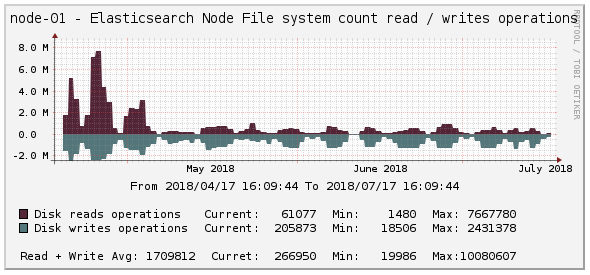 node-01 - Elasticsearch Node File system count read / writes operations
RRDTOOL / TOBI OETIKER
8.0 M
6.0 M
4.0 M
2.0 M
0.0
-2.0 M
May 2018 June 2018 July 2018
From 2018/04/17 16:09:44 To 2018/07/17 16:09:44
Disk reads operations Current: 61077 Min: 1480 Max: 7667780
Disk writes operations Current: 205873 Min: 18506 Max: 2431378
Read + Write Avg: 1709812 Curret: 266950 Min: 19986 Max:10080607